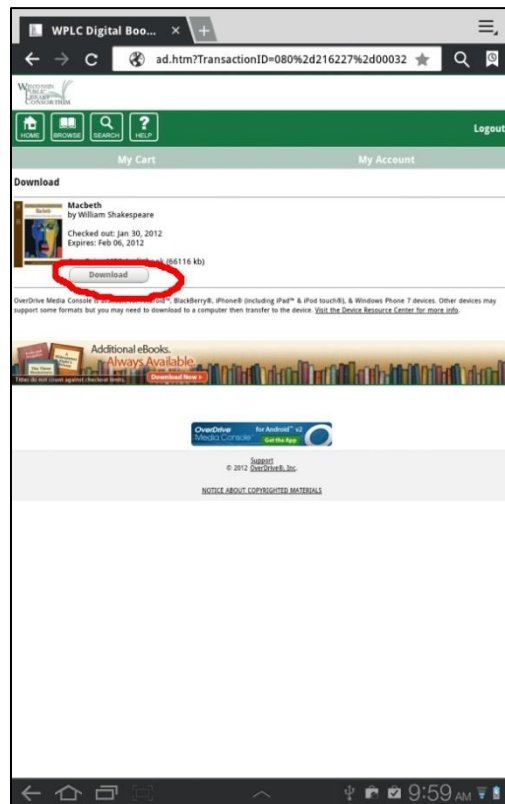 WPLC Digital Boo...
ad.htm?TransactionID=080%2d216227%2d00032
WISCONSIN
PUBLIC
LIBRARY
CONSORTIUM
HOME BROWSE SEARCH HELP
Logout
My Cart My Account
Download
Macbeth
by William Shakespeare
Checked out: Jan 30, 2012
Expires: Feb 06, 2012
(66116 kb)
Download
OverDrive Media Console is BlackBerry®, iPhone® (including iPad™ & iPod touch®), & Windows Phone 7 devices. Other devices may
support some formats but you may need to download to a computer then transfer to the device. Visit the Device Resource Center for more info.
Additional eBooks.
Always Available
Titles do not count against checkout limits.
Download Now >
OverDrive for Android™ v2
Media Console™ Get the App
Support
© 2012 OverDrive®, Inc.
NOTICE ABOUT COPYRIGHTED MATERIALS
9:59 AM